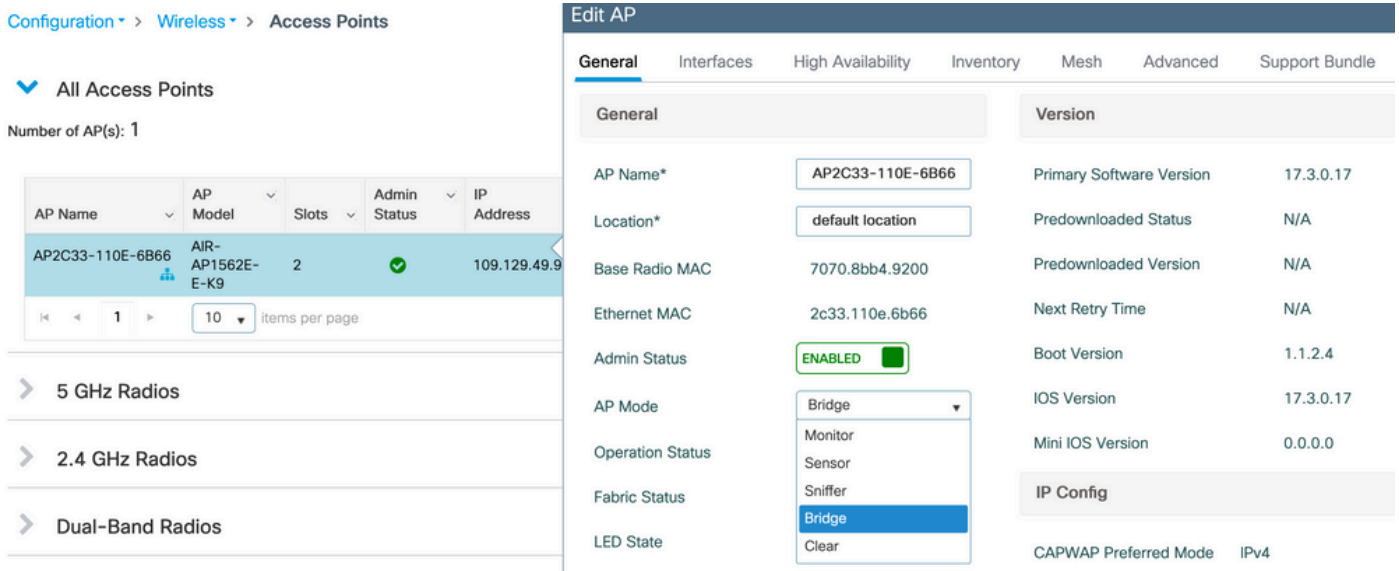 Configuration > Wireless > Access Points
All Access Points
Number of AP(s): 1
AP Name
AP Model
Slots
Admin Status
IP Address
AP2C33-110E-6B66
AIR-AP1562E-E-K9
2
109.129.49.9
1
10
items per page
5 GHz Radios
2.4 GHz Radios
Dual-Band Radios
Edit AP
General Interfaces High Availability Inventory Mesh Advanced Support Bundle
General
AP Name* AP2C33-110E-6B66
Location* default location
Base Radio MAC 7070.8bb4.9200
Ethernet MAC 2c33.110e.6b66
Admin Status ENABLED
AP Mode Bridge
Monitor
Sensor
Sniffer
Bridge
Clear
Operation Status
Fabric Status
LED State
Version
Primary Software Version 17.3.0.17
Predownloaded Status N/A
Predownloaded Version N/A
Next Retry Time N/A
Boot Version 1.1.2.4
IOS Version 17.3.0.17
Mini IOS Version 0.0.0.0
IP Config
CAPWAP Preferred Mode IPv4